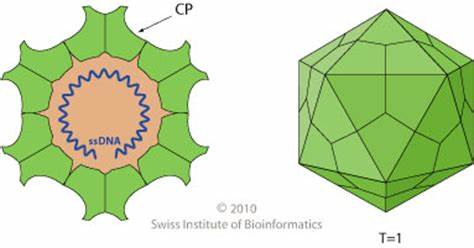 CP
ssDNA
© 2010
Swiss Institute of Bioinformatics
T=1